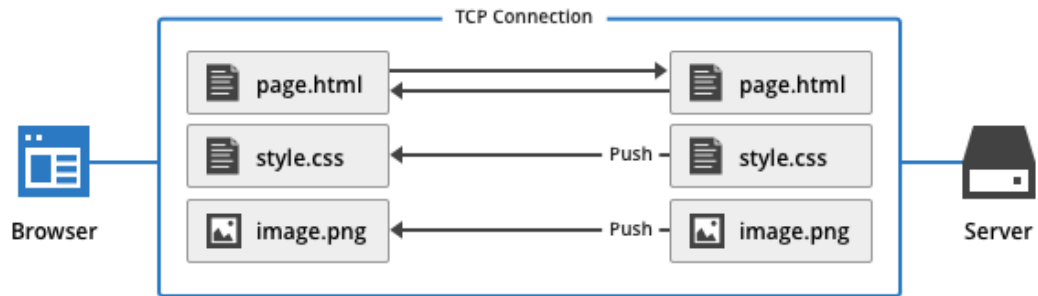 TCP Connection
page.html page.html
style.css Push style.css
Browser image.png Push image.png Server